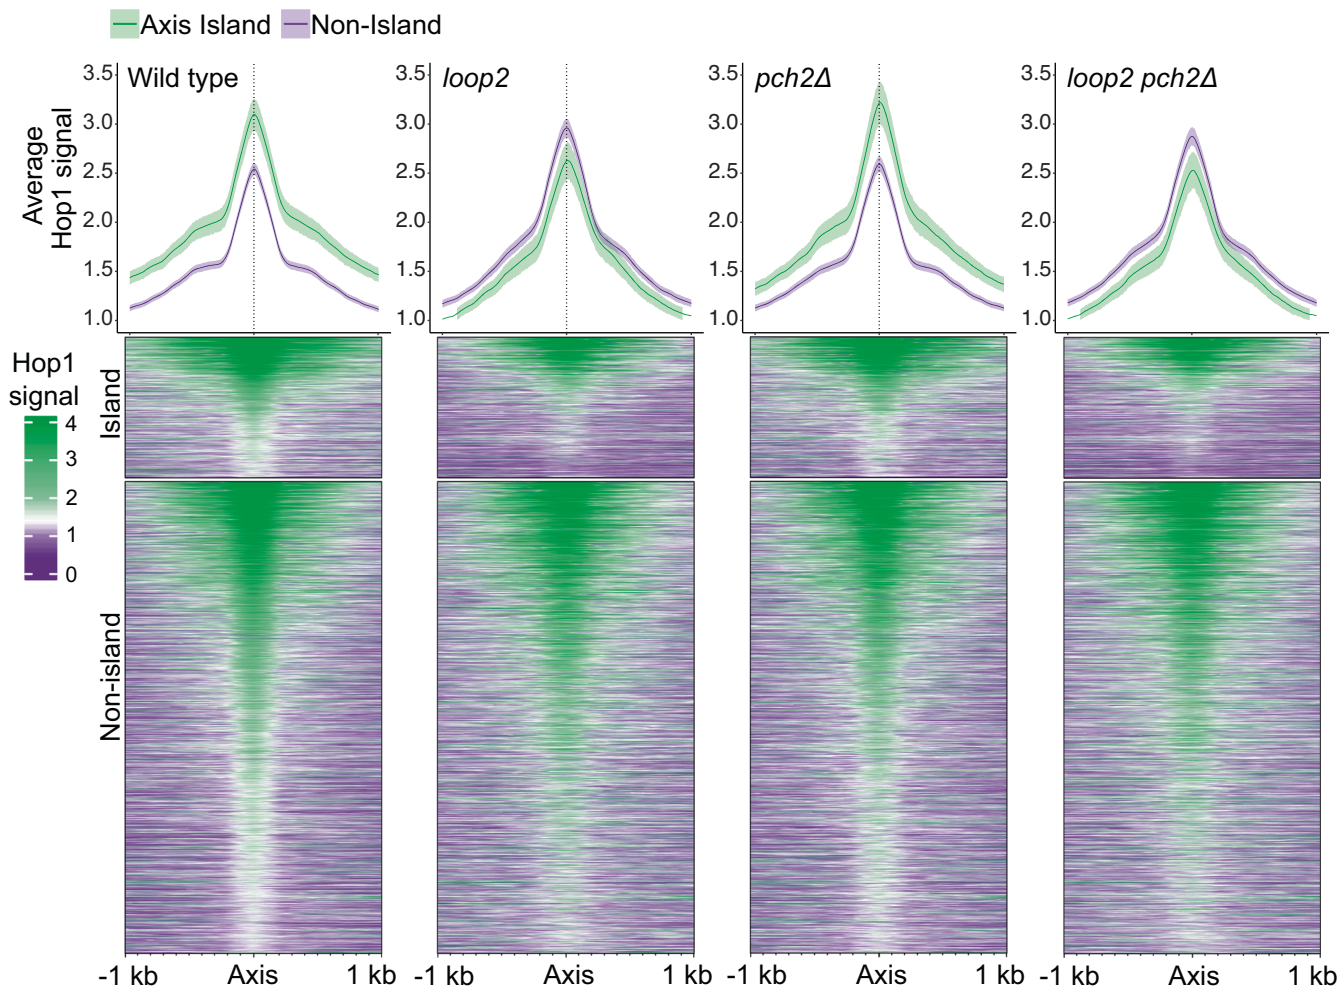 Axis Island Non-Island
Wild type loop2 pch2Δ loop2 pch2Δ
Average
Hop1 signal
3.5 3.5 3.5 3.5
3.0 3.0 3.0 3.0
2.5 2.5 2.5 2.5
2.0 2.0 2.0 2.0
1.5 1.5 1.5 1.5
1.0 1.0 1.0 1.0
Hop1
signal
4
3
2
1
0
Island
Non-island
-1 kb Axis 1 kb -1 kb Axis 1 kb -1 kb Axis 1 kb -1 kb Axis 1 kb